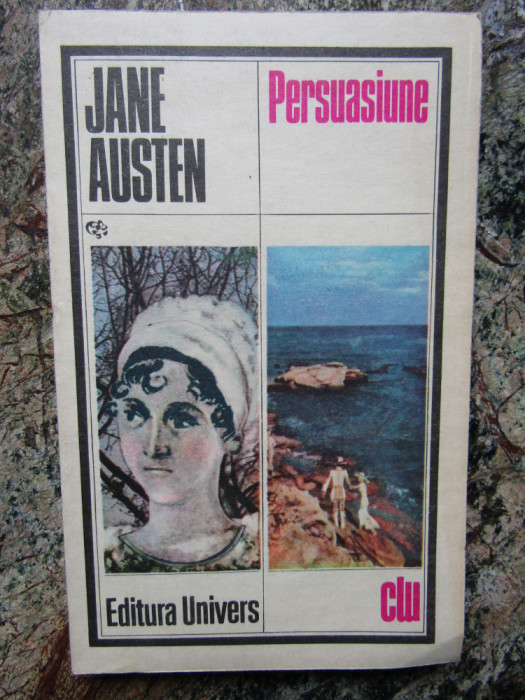 JANE
AUSTEN
Persuasiune
Editura Univers
clu